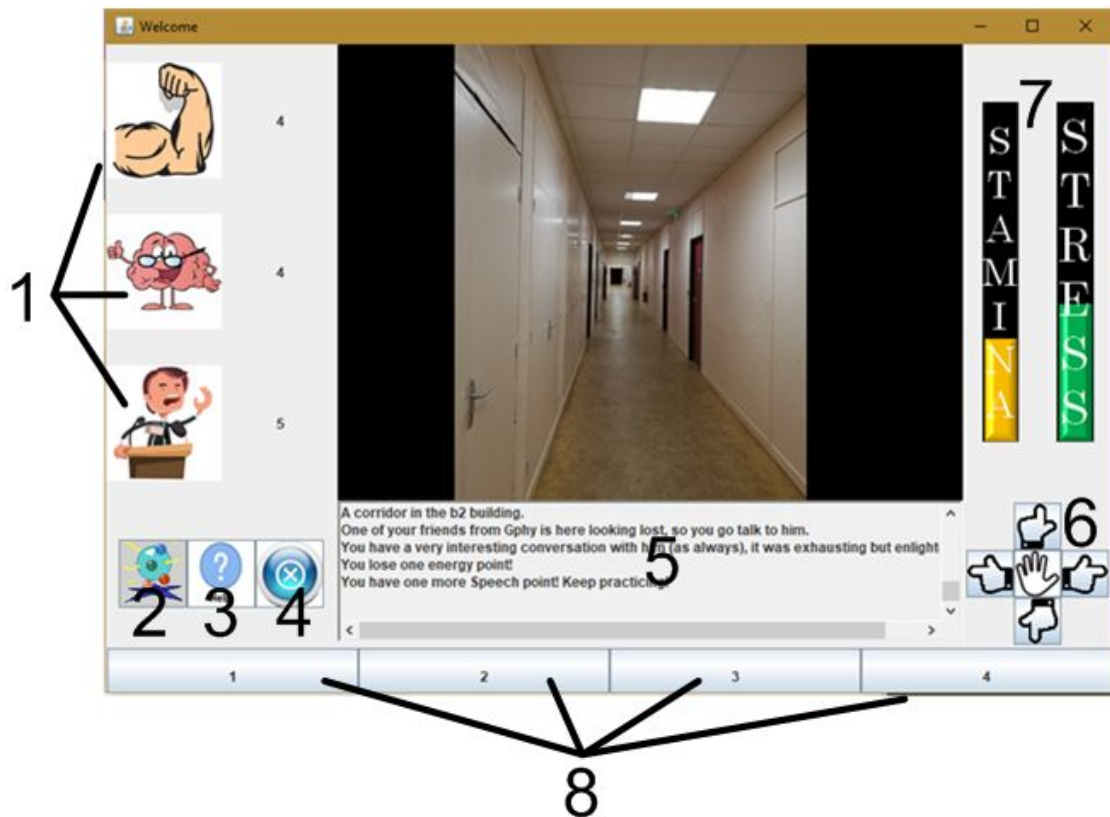 Welcome
4
4
5
STAMINA
STRESS
A corridor in the b2 building.
One of your friends from Gphy is here looking lost, so you go talk to him.
You have a very interesting conversation with him (as always), it was exhausting but enlight
You lose one energy point!
You have one more Speech point! Keep practicing!
1
2
3
4
1
2
3
4
5
6
7
8